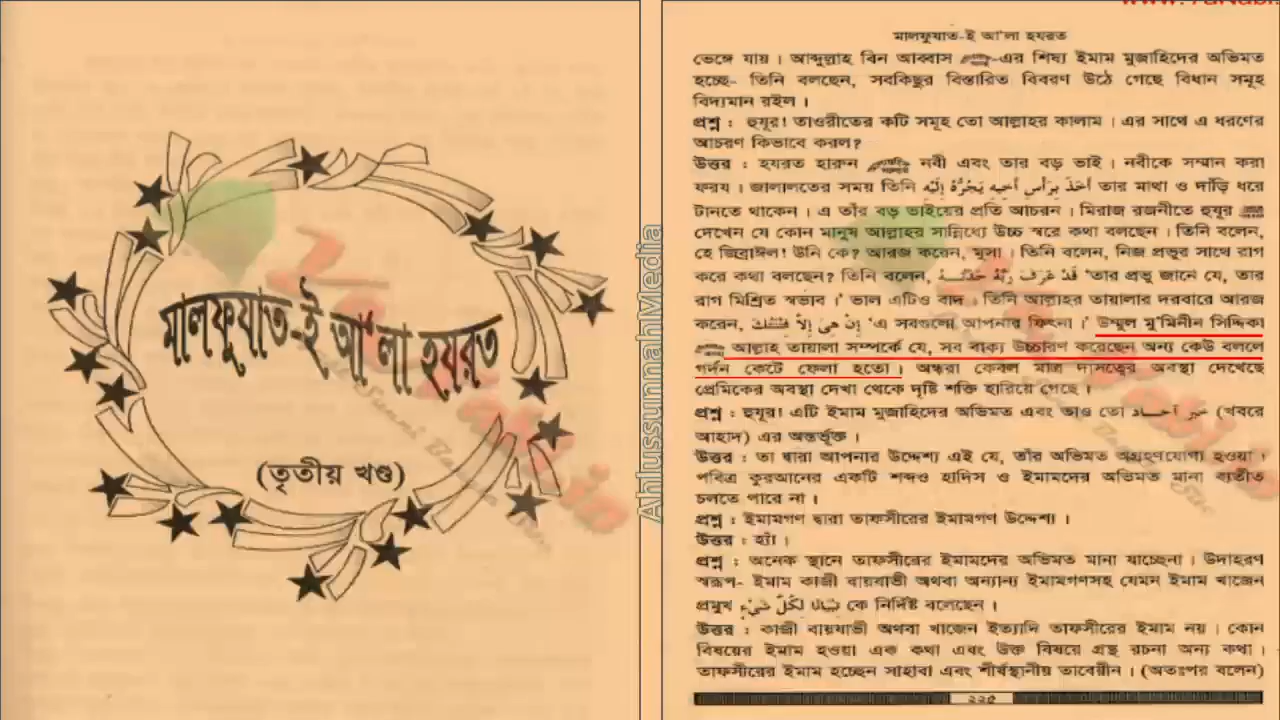 মালফুযাত-ই আ'লা হযরত
(তৃতীয় খণ্ড)
AhlussunnahMedia
মালফুযাত-ই আ'লা হযরত
ভেঙ্গে যায়। আব্দুল্লাহ বিন আব্বাস -এর শিষ্য ইমাম মুজাহিদের অভিমত
হচ্ছে- তিনি বলছেন, সবকিছুর বিস্তারিত বিবরণ উঠে গেছে বিধান সমূহ
বিদ্যমান রইল।
প্রশ্ন : হুযূর! তাওরীতের কটি সমূহ তো আল্লাহর কালাম। এর সাথে এ ধরণের
আচরণ কিভাবে করল?
উত্তর : হযরত হারুন নবী এবং তার বড় ভাই। নবীকে সম্মান করা
ফরয। জালালতের সময় তিনি أَخَذَ بِرَأْسِ أَخِيهِ يَجُرُّهُ إِلَيْهِ তার মাথা ও দাঁড়ি ধরে
টানতে থাকেন। এ তাঁর বড় ভাইয়ের প্রতি আচরন। মিরাজ রজনীতে হুযূর
দেখেন যে কোন মানুষ আল্লাহর সান্নিধ্যে উচ্চ স্বরে কথা বলছেন। তিনি বলেন,
হে জিব্রাঈল! উনি কে? আরজ করেন, মুসা। তিনি বলেন, নিজ প্রভুর সাথে রাগ
করে কথা বলছেন? তিনি বলেন, قَدْ عَرَفَ رَبُّهُ حِدَّتَهُ 'তার প্রভু জানে যে, তার
রাগ মিশ্রিত স্বভাব।' ভাল এটিও বাদ। তিনি আল্লাহর তায়ালার দরবারে আরজ
করেন, إِنْ هِيَ إِلَّا فِتْنَتُكَ 'এ সবগুলো আপনার ফিৎনা।' উম্মুল মু'মিনীন সিদ্দিকা
আল্লাহ তায়ালা সম্পর্কে যে, সব বাক্য উচ্চারণ করেছেন অন্য কেউ বললে
গর্দন কেটে ফেলা হতো। অন্ধরা কেবল মাত্র দাসত্বের অবস্থা দেখেছে
প্রেমিকের অবস্থা দেখা থেকে দৃষ্টি শক্তি হারিয়ে গেছে।
প্রশ্ন : হুযূর! এটি ইমাম মুজাহিদের অভিমত এবং তাও তো خبر آحاد (খবরে
আহাদ) এর অন্তর্ভূক্ত।
উত্তর : তা দ্বারা আপনার উদ্দেশ্য এই যে, তাঁর অভিমত অগ্রহণযোগ্য হওয়া।
পবিত্র কুরআনের একটি শব্দও হাদিস ও ইমামদের অভিমত মানা ব্যতীত
চলতে পারে না।
প্রশ্ন : ইমামগণ দ্বারা তাফসীরের ইমামগণ উদ্দেশ্য।
উত্তর : হ্যাঁ।
প্রশ্ন : অনেক স্থানে তাফসীরের ইমামদের অভিমত মানা যাচ্ছেনা। উদাহরণ
স্বরূপ- ইমাম কাজী বায়যাভী অথবা অন্যান্য ইমামগণসহ যেমন ইমাম খাজেন
প্রমুখ تِبْيَانًا لِكُلِّ شَيْءٍ কে নির্দিষ্ট বলেছেন।
উত্তর : কাজী বায়যাভী অথবা খাজেন ইত্যাদি তাফসীরের ইমাম নয়। কোন
বিষয়ের ইমাম হওয়া এক কথা এবং উক্ত বিষয়ে গ্রন্থ রচনা অন্য কথা।
তাফসীরের ইমাম হচ্ছেন সাহাবা এবং শীর্ষস্থানীয় তাবেয়ীন। (অতঃপর বলেন)
২২৫